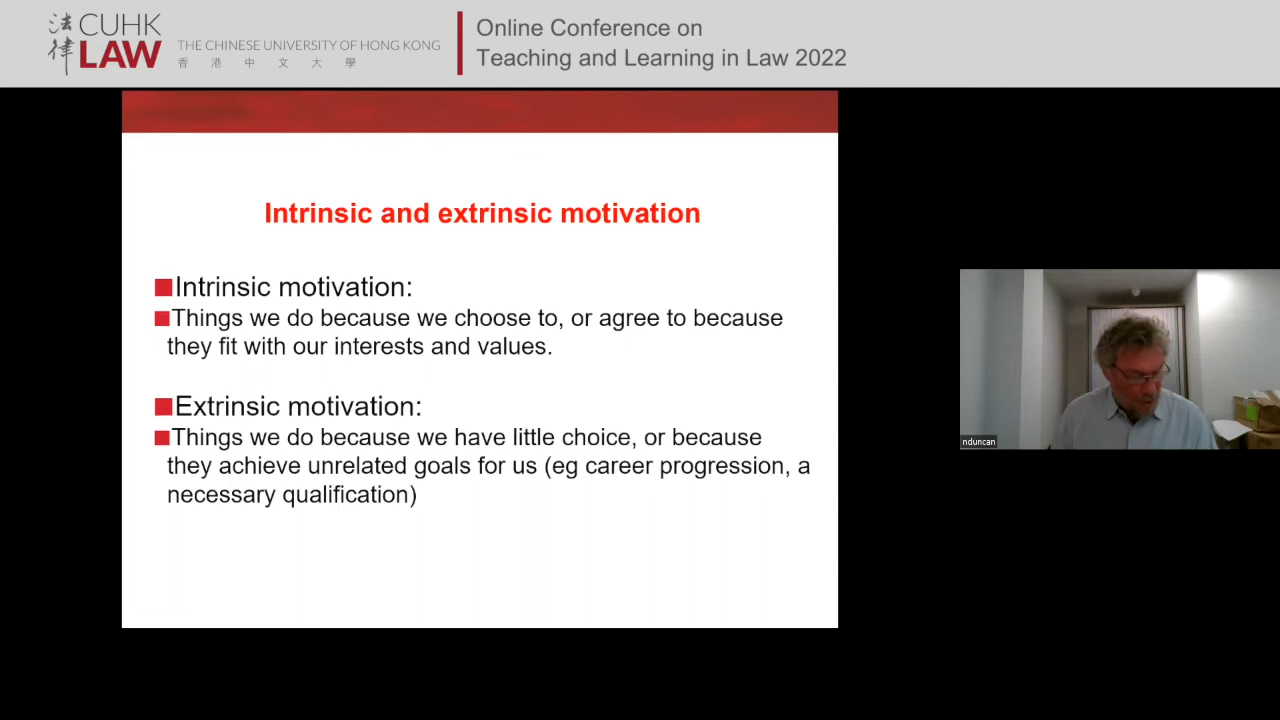 法律
CUHK
LAW
THE CHINESE UNIVERSITY OF HONG KONG
香港中文大學
Online Conference on
Teaching and Learning in Law 2022
Intrinsic and extrinsic motivation
Intrinsic motivation:
Things we do because we choose to, or agree to because
they fit with our interests and values.
Extrinsic motivation:
Things we do because we have little choice, or because
they achieve unrelated goals for us (eg career progression, a
necessary qualification)
nduncan